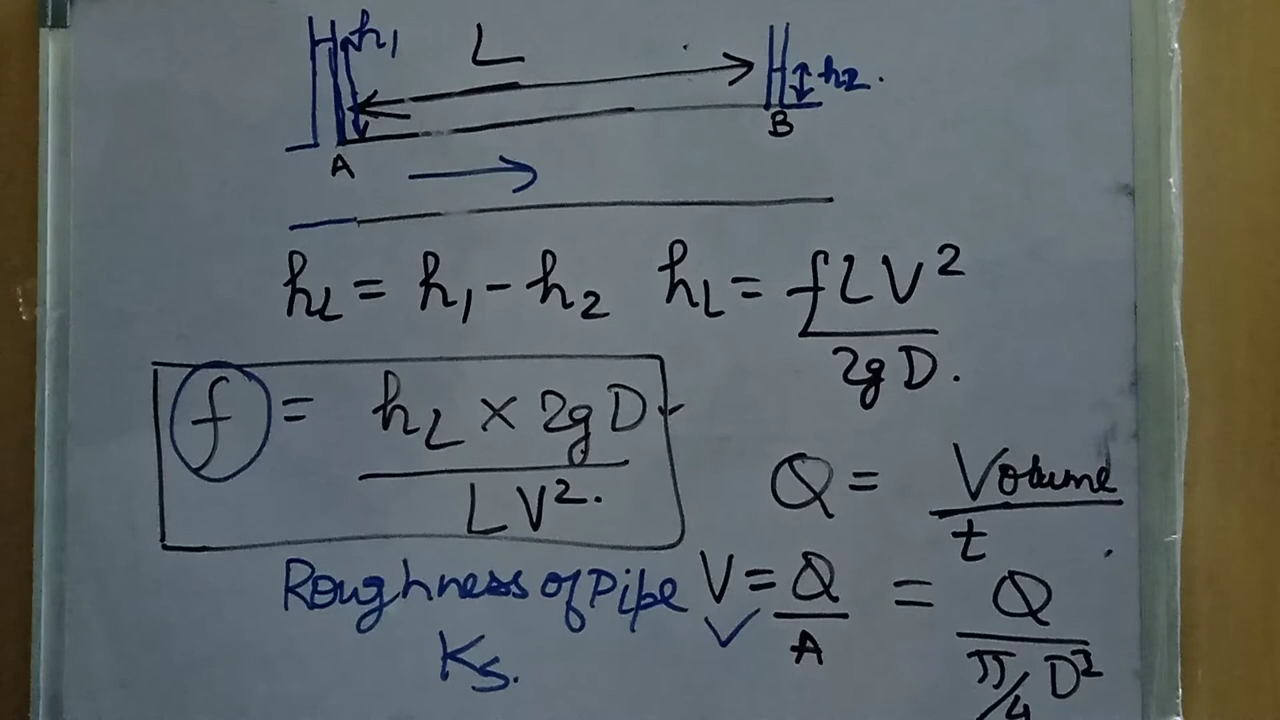 h1 L h2.
A B
hL = h1 - h2 hL = fLV²/2gD.
f = hL × 2gD/LV².
Q = Volume/t
Roughness of Pipe V = Q/A = Q/π/4 D²
Ks.